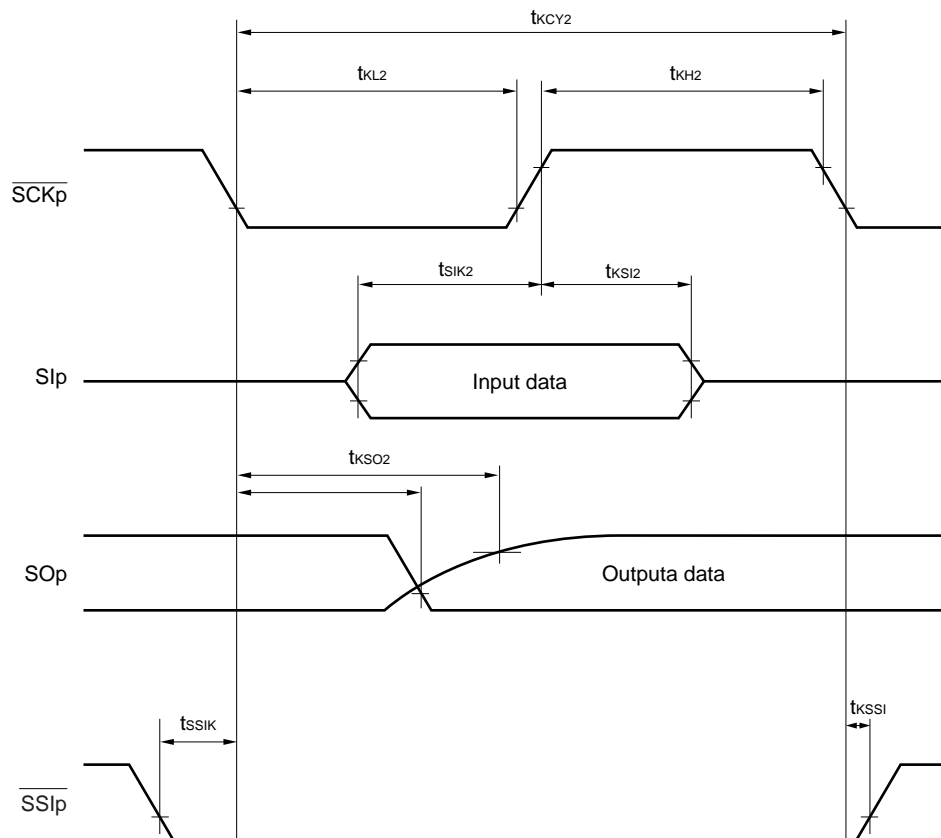 tKCY2
tKL2
tKH2
SCKp
tSIK2
tKSI2
SIp
Input data
tKSO2
SOp
Outputa data
tSSIK
tKSSI
SSIp